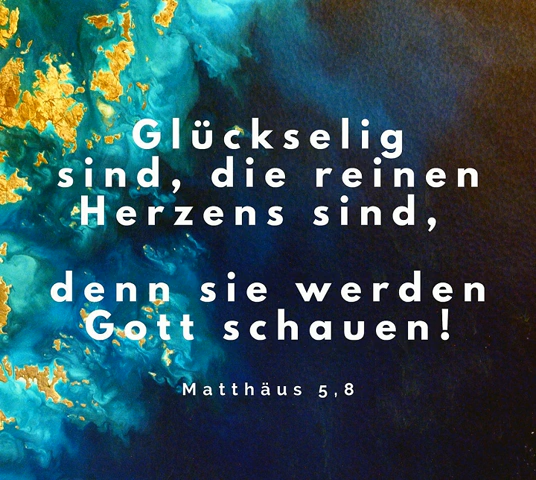 Glückselig
sind, die reinen
Herzens sind,
denn sie werden
Gott schauen!
Matthäus 5,8